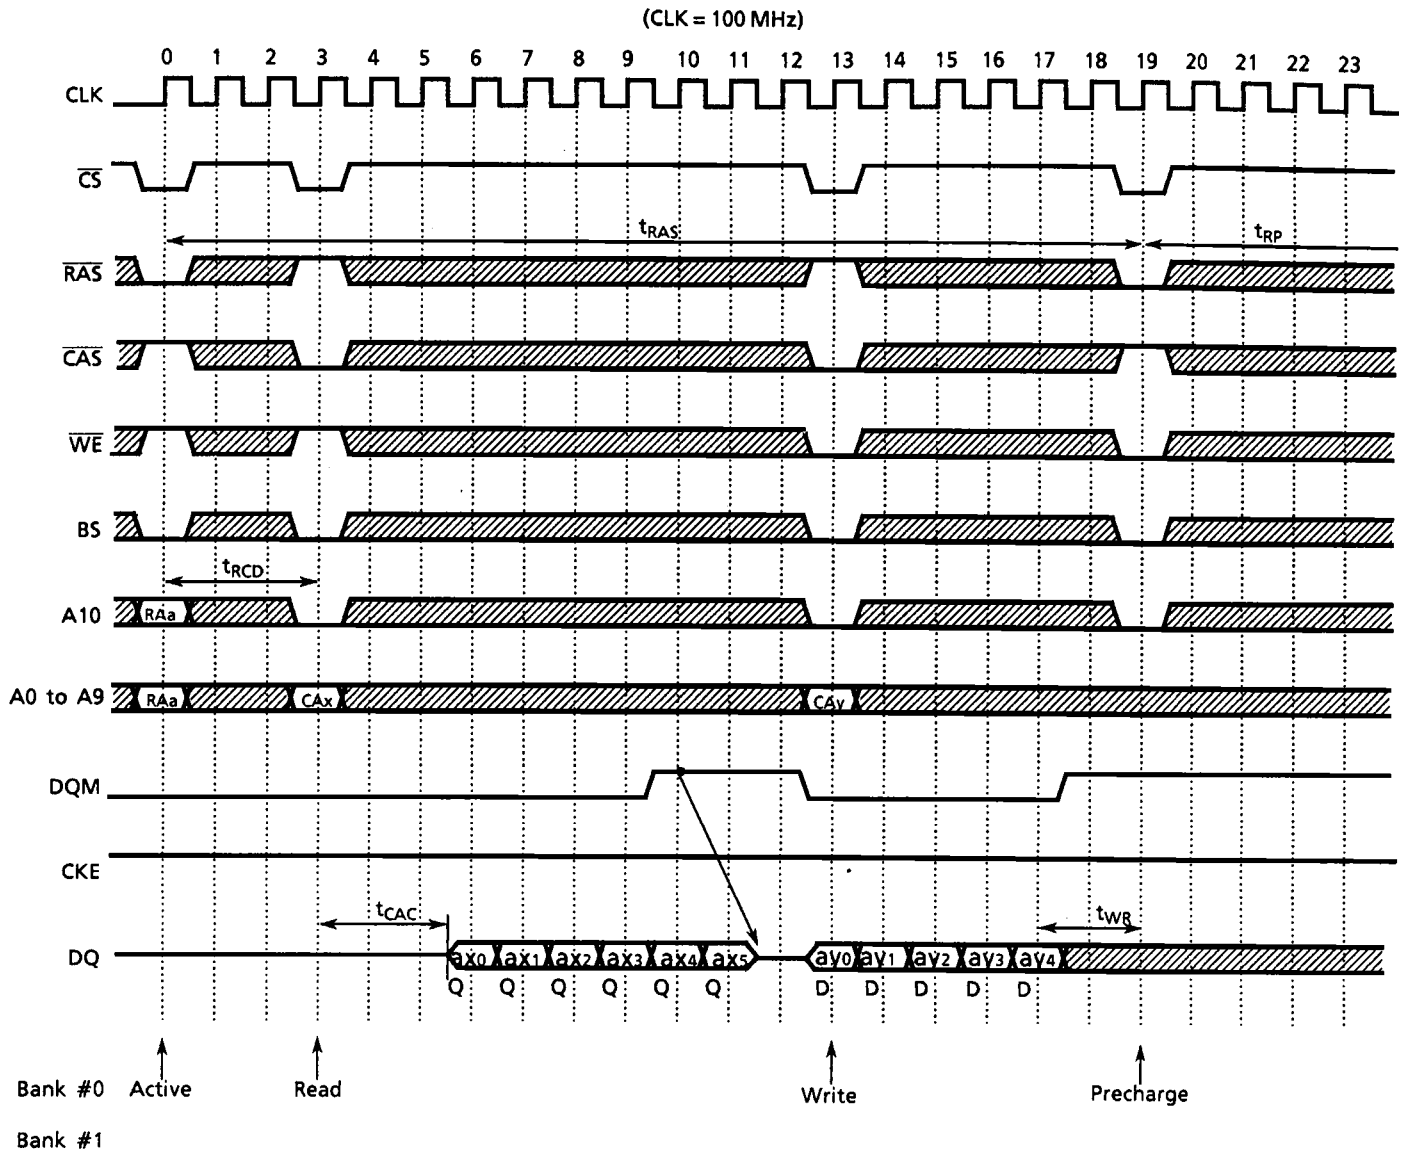 (CLK = 100 MHz)
0 1 2 3 4 5 6 7 8 9 10 11 12 13 14 15 16 17 18 19 20 21 22 23
CLK
CS
tRAS tRP
RAS
CAS
WE
BS
tRCD
A10 RAa
A0 to A9 RAa CAx CAy
DQM
CKE
tCAC tWR
DQ ax0 ax1 ax2 ax3 ax4 ax5 ay0 ay1 ay2 ay3 ay4
Q Q Q Q Q Q D D D D D
Bank #0 Active Read Write Precharge
Bank #1